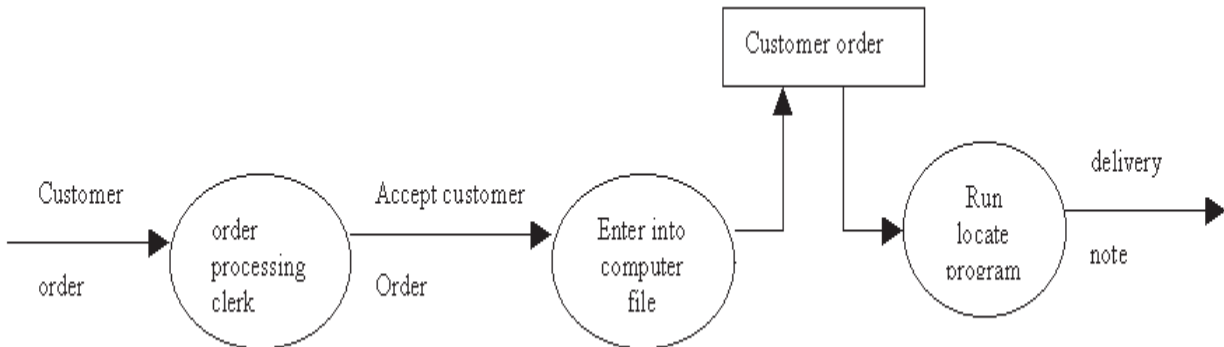 Customer order
Customer
order
order
processing
clerk
Accept customer
Order
Enter into
computer
file
Run
locate
program
delivery
note